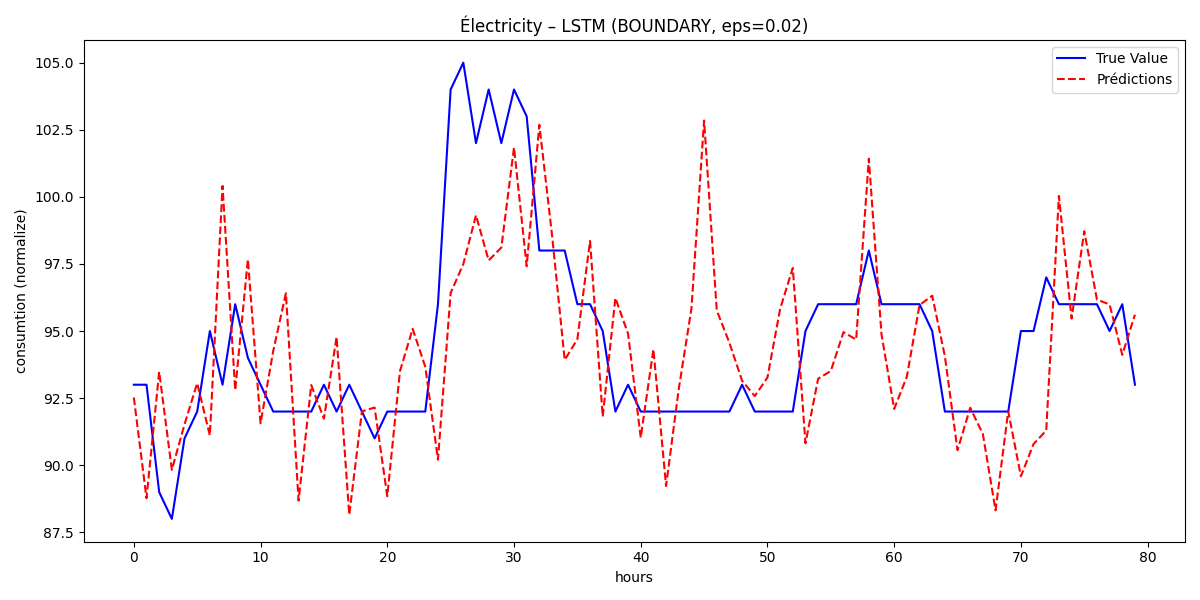 Électricity – LSTM (BOUNDARY, eps=0.02)
True Value
Prédictions
105.0
102.5
100.0
97.5
95.0
92.5
90.0
87.5
consumtion (normalize)
0 10 20 30 40 50 60 70 80
hours